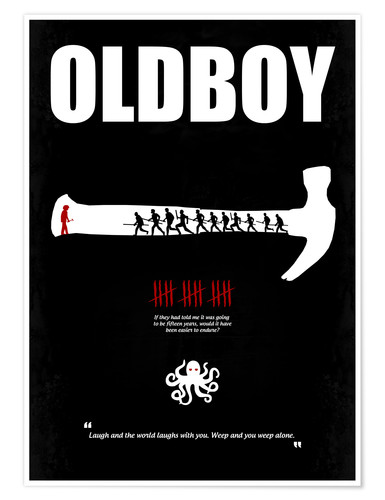 OLDBOY
If they had told me it was going
to be fifteen years, would it have
been easier to endure?
“
Laugh and the world laughs with you. Weep and you weep alone.
”